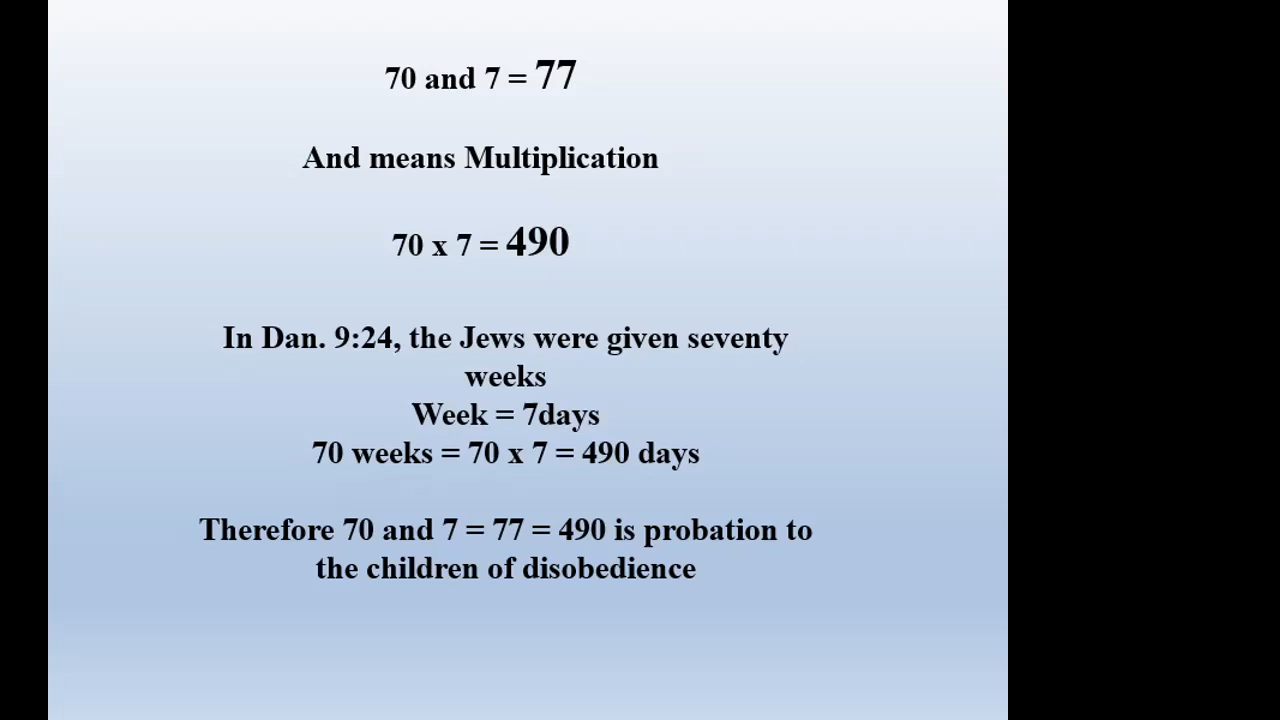 70 and 7 = 77
And means Multiplication
70 x 7 = 490
In Dan. 9:24, the Jews were given seventy
weeks
Week = 7days
70 weeks = 70 x 7 = 490 days
Therefore 70 and 7 = 77 = 490 is probation to
the children of disobedience